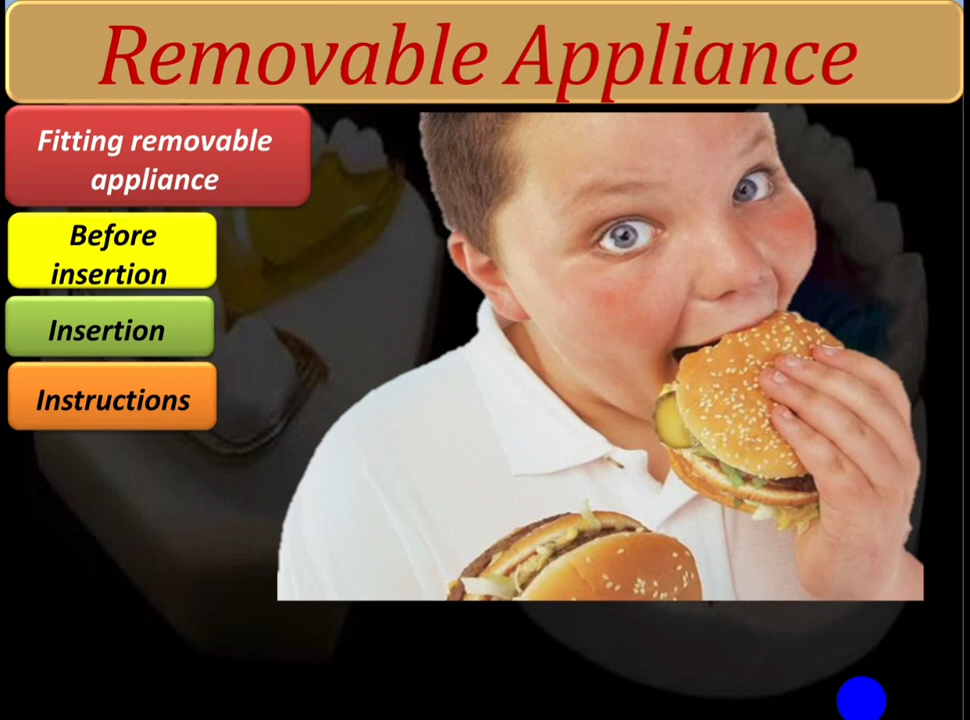 Removable Appliance
Fitting removable
appliance
Before
insertion
Insertion
Instructions